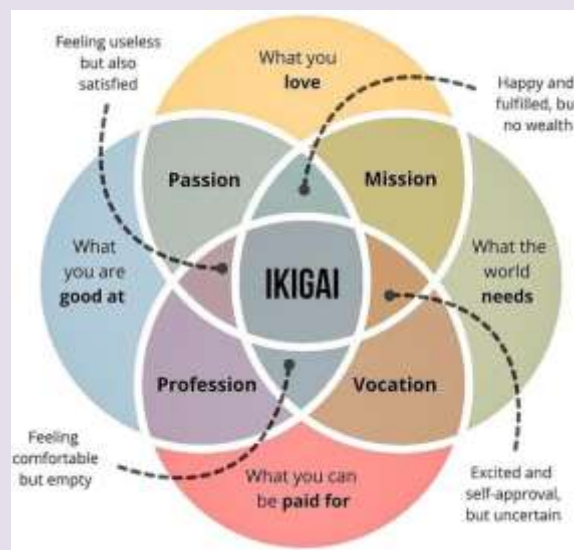 Feeling useless
but also
satisfied
What you
love
Happy and
fulfilled, but
no wealth
Passion
Mission
What
you are
good at
IKIGAI
What the
world
needs
Profession
Vocation
Feeling
comfortable
but empty
What you can
be paid for
Excited and
self-approval,
but uncertain